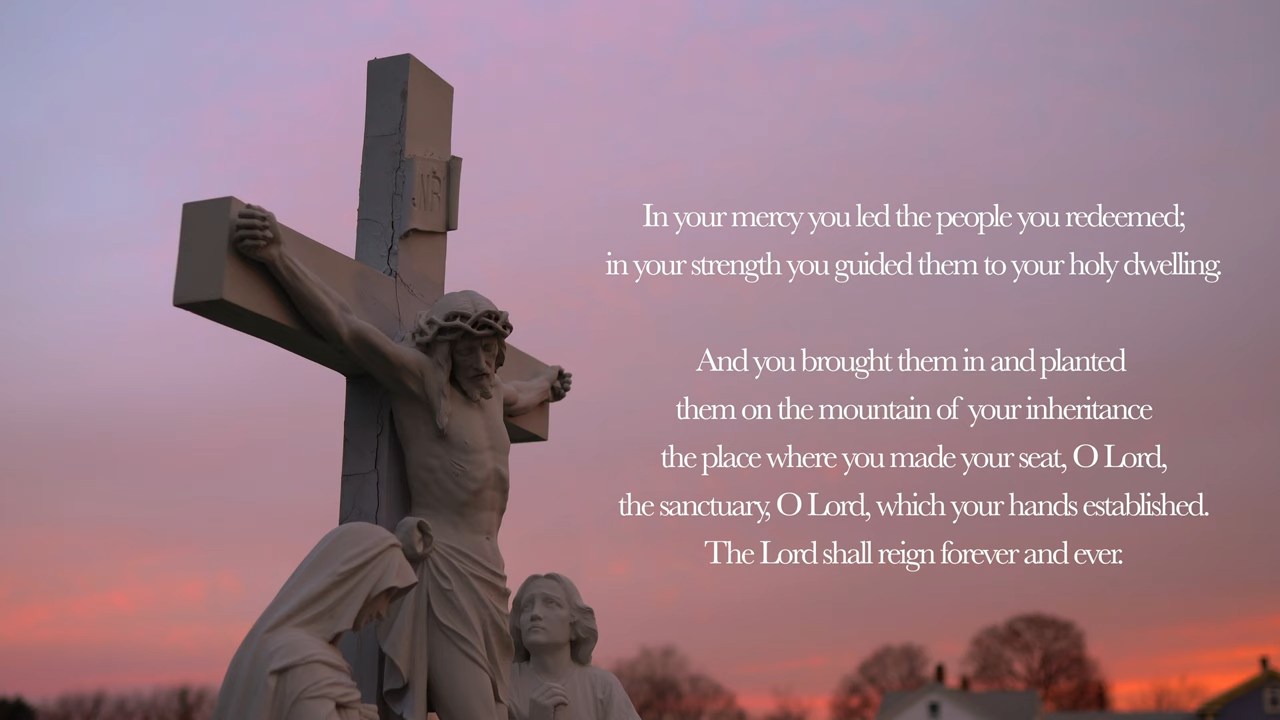 In your mercy you led the people you redeemed;
in your strength you guided them to your holy dwelling.
And you brought them in and planted
them on the mountain of your inheritance
the place where you made your seat, O Lord,
the sanctuary, O Lord, which your hands established.
The Lord shall reign forever and ever.